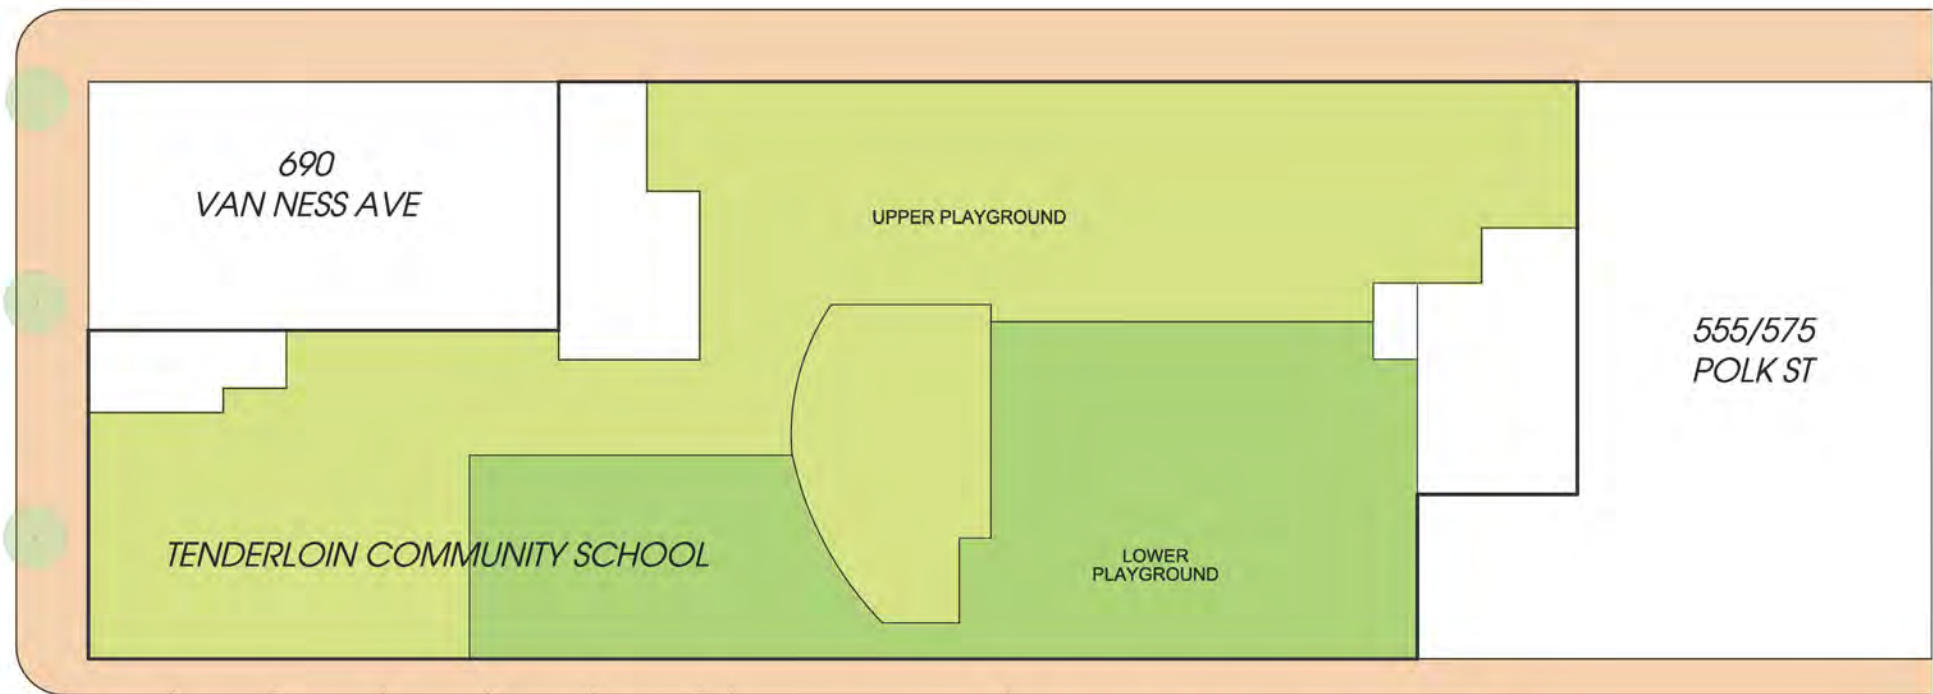 690
VAN NESS AVE
UPPER PLAYGROUND
555/575
POLK ST
TENDERLOIN COMMUNITY SCHOOL
LOWER
PLAYGROUND